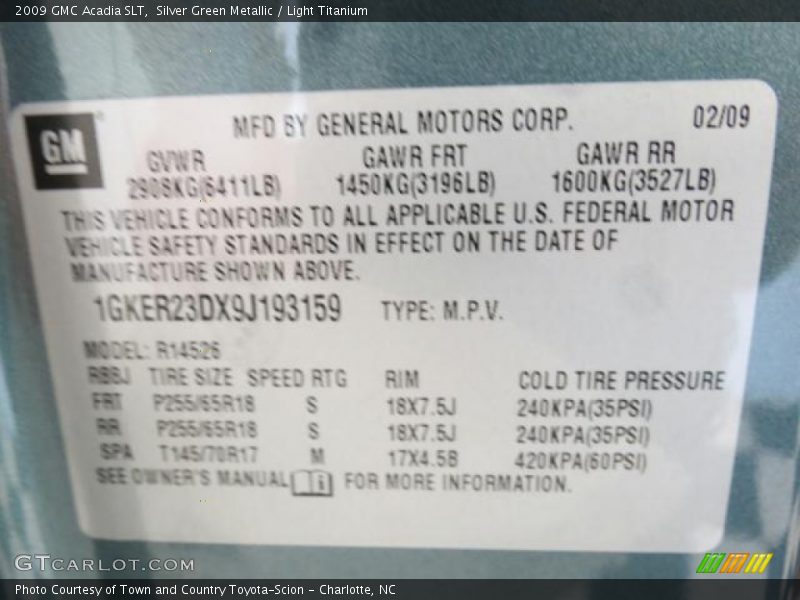 2009 GMC Acadia SLT,  Silver Green Metallic / Light Titanium
GM
MFD BY GENERAL MOTORS CORP. 02/09
GVWR GAWR FRT GAWR RR
2908KG(6411LB) 1450KG(3196LB) 1600KG(3527LB)
THIS VEHICLE CONFORMS TO ALL APPLICABLE U.S. FEDERAL MOTOR
VEHICLE SAFETY STANDARDS IN EFFECT ON THE DATE OF
MANUFACTURE SHOWN ABOVE.
1GKER23DX9J193159 TYPE: M.P.V.
MODEL: R14526
RBBJ TIRE SIZE SPEED RTG RIM COLD TIRE PRESSURE
FRT P255/65R18 S 18X7.5J 240KPA(35PSI)
RR P255/65R18 S 18X7.5J 240KPA(35PSI)
SPA T145/70R17 M 17X4.5B 420KPA(60PSI)
SEE OWNER'S MANUAL FOR MORE INFORMATION.
GTCARLOT.COM
Photo Courtesy of Town and Country Toyota-Scion – Charlotte, NC